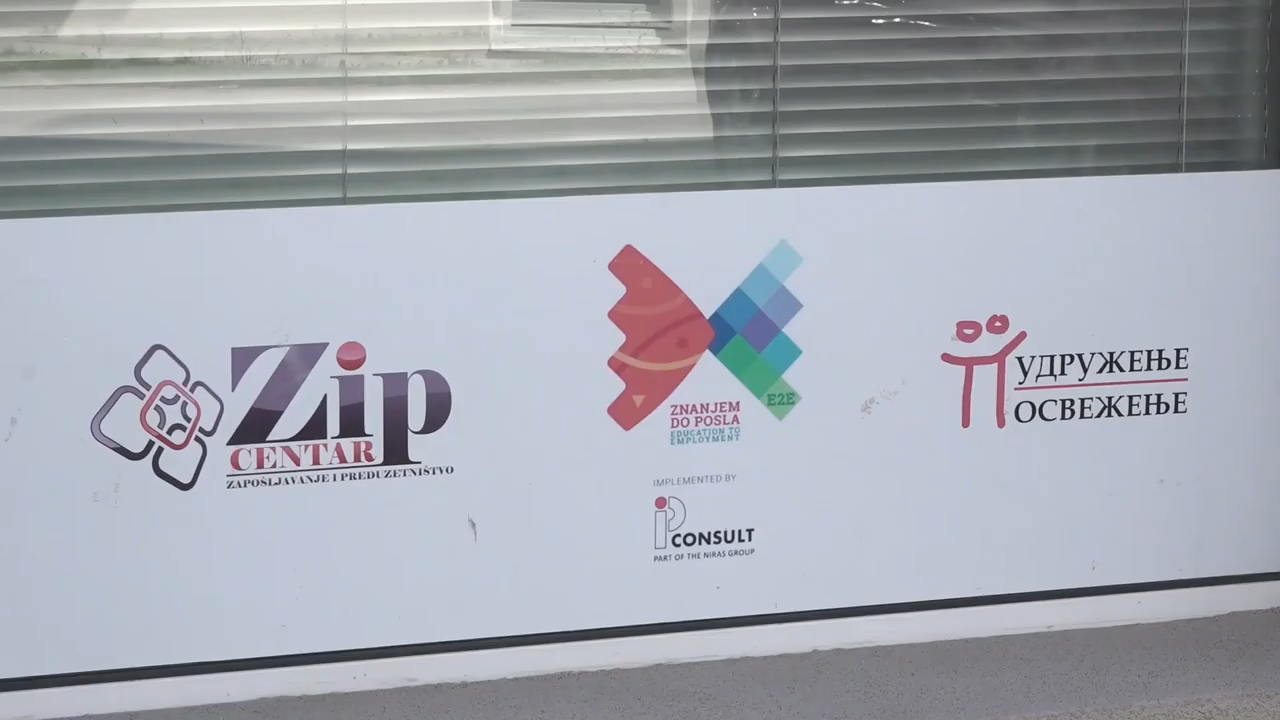 Zip
CENTAR
ZAPOŠLJAVANJE I PREDUZETNIŠTVO
E2E
ZNANJEM
DO POSLA
EDUCATION TO
EMPLOYMENT
IMPLEMENTED BY
iP CONSULT
PART OF THE NIRAS GROUP
УДРУЖЕЊЕ
ОСВЕЖЕЊЕ